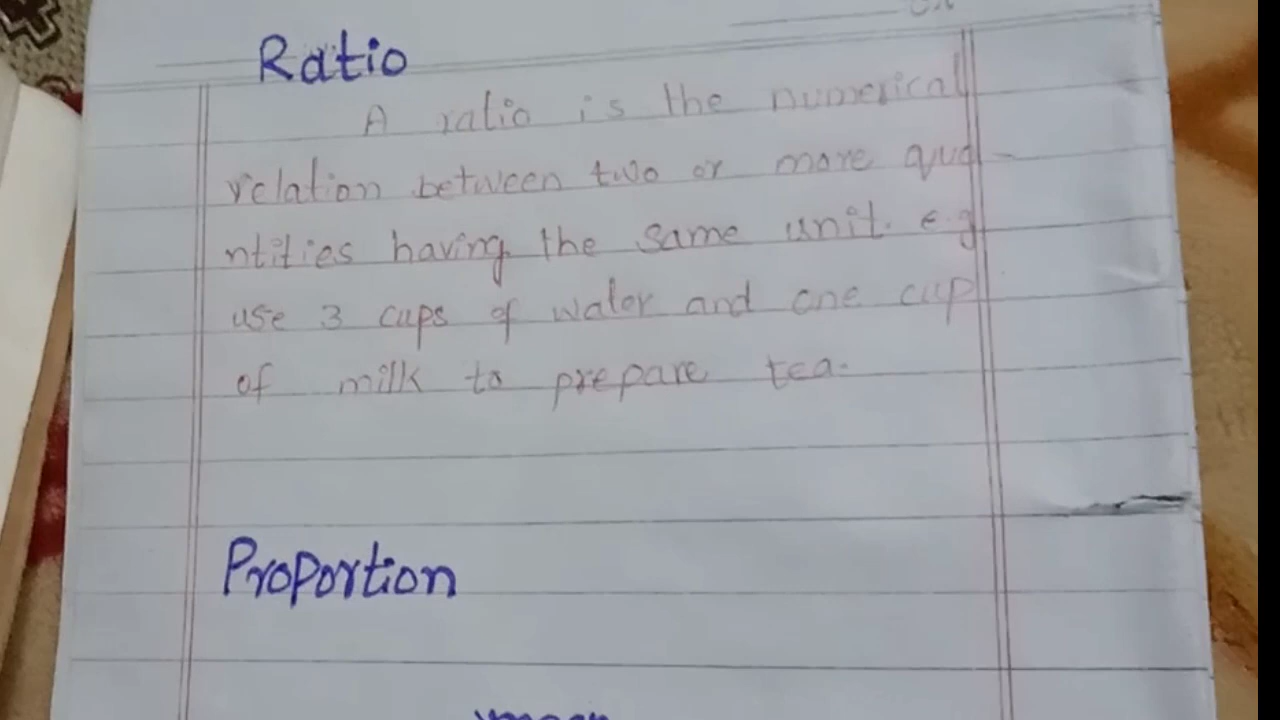 Ratio
A ratio is the numerical
relation between two or more qua-
ntities having the same unit. e.g
use 3 cups of water and one cup
of milk to prepare tea.
Proportion